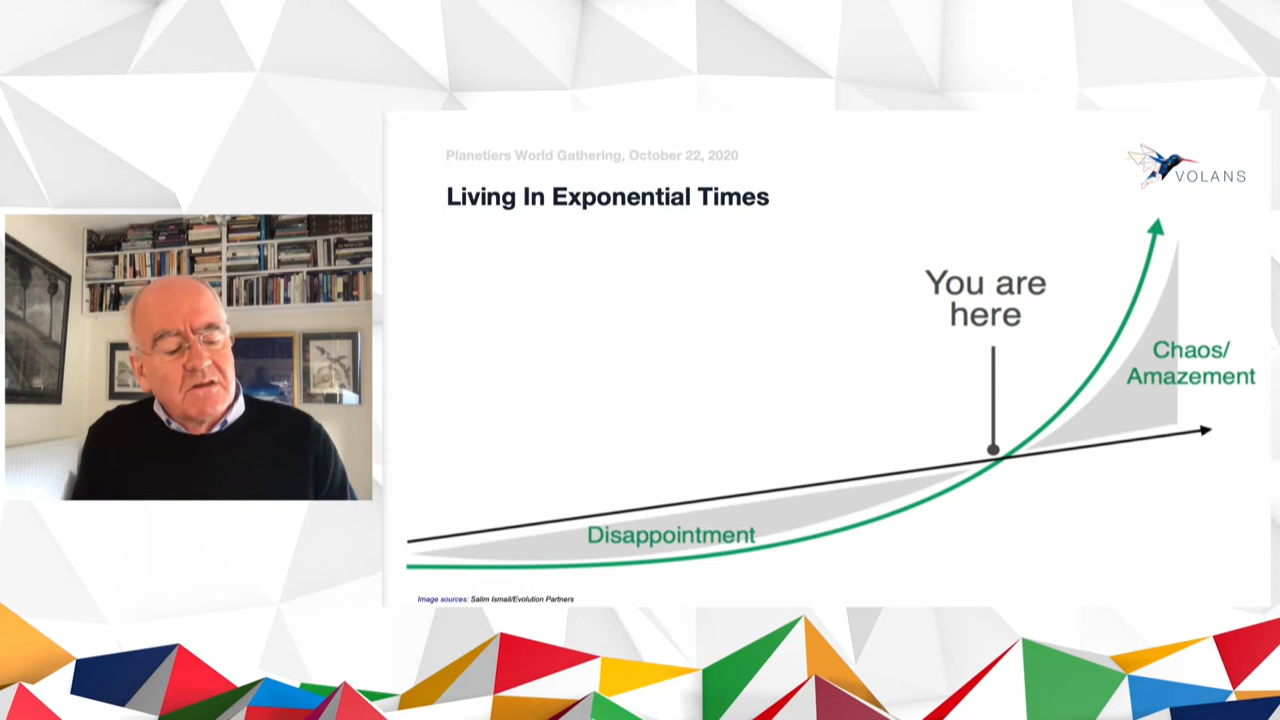 Planetiers World Gathering, October 22, 2020
VOLANS
Living In Exponential Times
You are
here
Chaos/
Amazement
Disappointment
Image sources: Salim Ismail/Evolution Partners